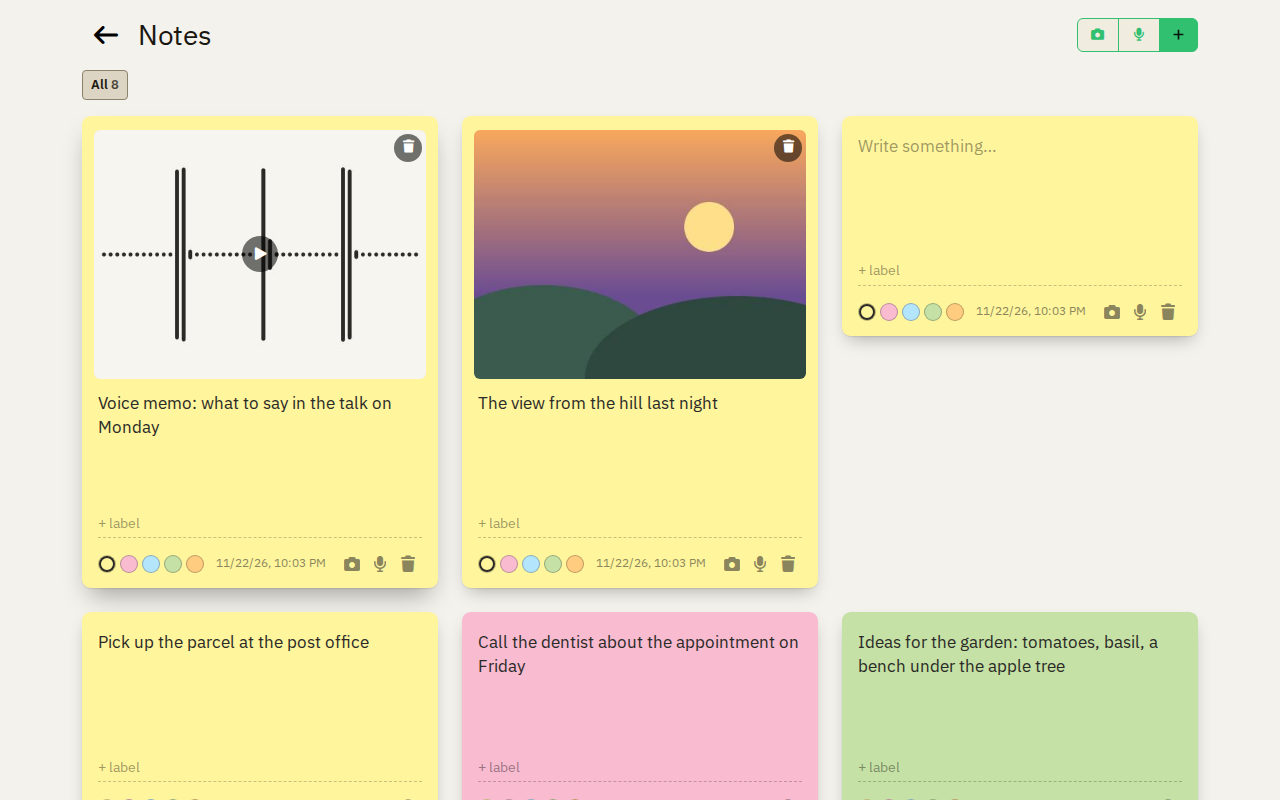 Notes
All 8
Voice memo: what to say in the talk on
Monday
+ label
11/22/26, 10:03 PM
The view from the hill last night
+ label
11/22/26, 10:03 PM
Write something...
+ label
11/22/26, 10:03 PM
Pick up the parcel at the post office
+ label
Call the dentist about the appointment on
Friday
+ label
Ideas for the garden: tomatoes, basil, a
bench under the apple tree
+ label